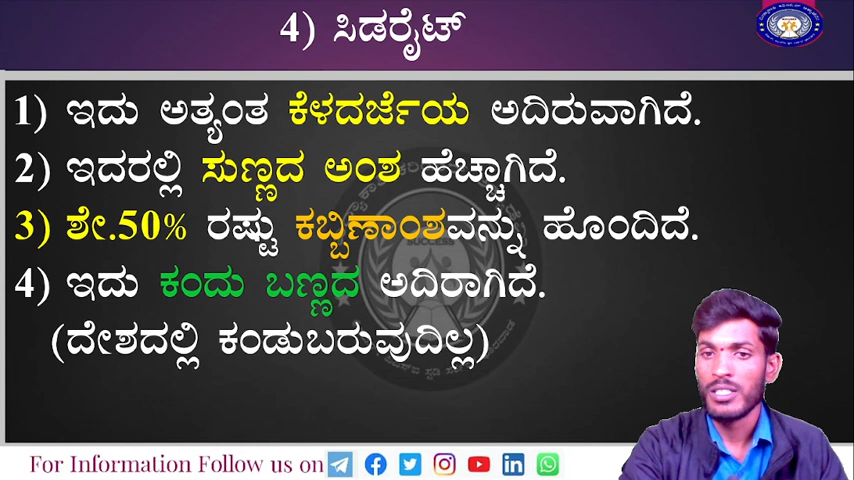 4) ಸಿಡರೈಟ್
1) ಇದು ಅತ್ಯಂತ ಕೆಳದರ್ಜೆಯ ಅದಿರುವಾಗಿದೆ.
2) ಇದರಲ್ಲಿ ಸುಣ್ಣದ ಅಂಶ ಹೆಚ್ಚಾಗಿದೆ.
3) ಶೇ.50% ರಷ್ಟು ಕಬ್ಬಿಣಾಂಶವನ್ನು ಹೊಂದಿದೆ.
4) ಇದು ಕಂದು ಬಣ್ಣದ ಅದಿರಾಗಿದೆ.
(ದೇಶದಲ್ಲಿ ಕಂಡುಬರುವುದಿಲ್ಲ)
For Information Follow us on